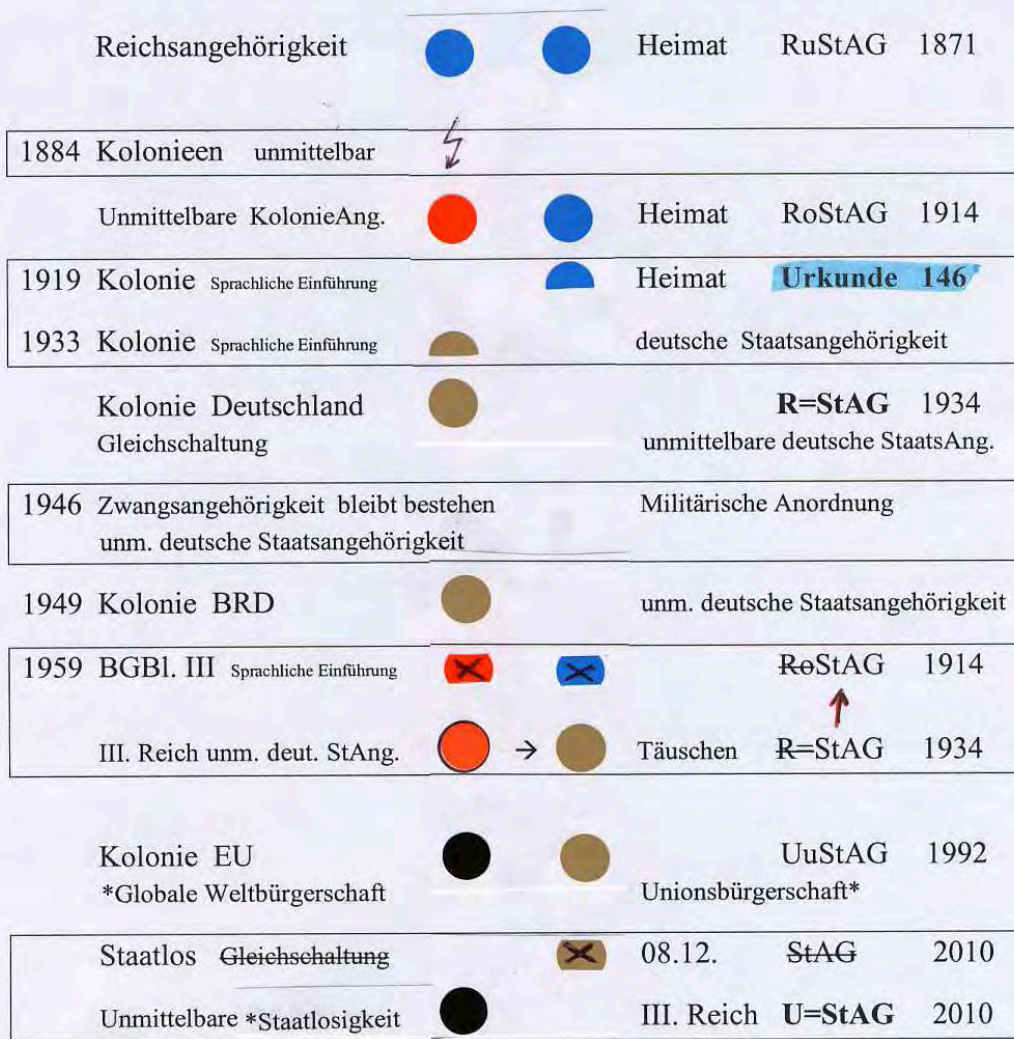 Reichsangehörigkeit Heimat RuStAG 1871
1884 Kolonieen unmittelbar
Unmittelbare KolonieAng. Heimat RoStAG 1914
1919 Kolonie Sprachliche Einführung Heimat Urkunde 146
1933 Kolonie Sprachliche Einführung deutsche Staatsangehörigkeit
Kolonie Deutschland R=StAG 1934
Gleichschaltung unmittelbare deutsche StaatsAng.
1946 Zwangsangehörigkeit bleibt bestehen Militärische Anordnung
unm. deutsche Staatsangehörigkeit
1949 Kolonie BRD unm. deutsche Staatsangehörigkeit
1959 BGBl. III Sprachliche Einführung RoStAG 1914
III. Reich unm. deut. StAng. → Täuschen R=StAG 1934
Kolonie EU UuStAG 1992
*Globale Weltbürgerschaft Unionsbürgerschaft*
Staatlos Gleichschaltung 08.12. StAG 2010
Unmittelbare *Staatlosigkeit III. Reich U=StAG 2010